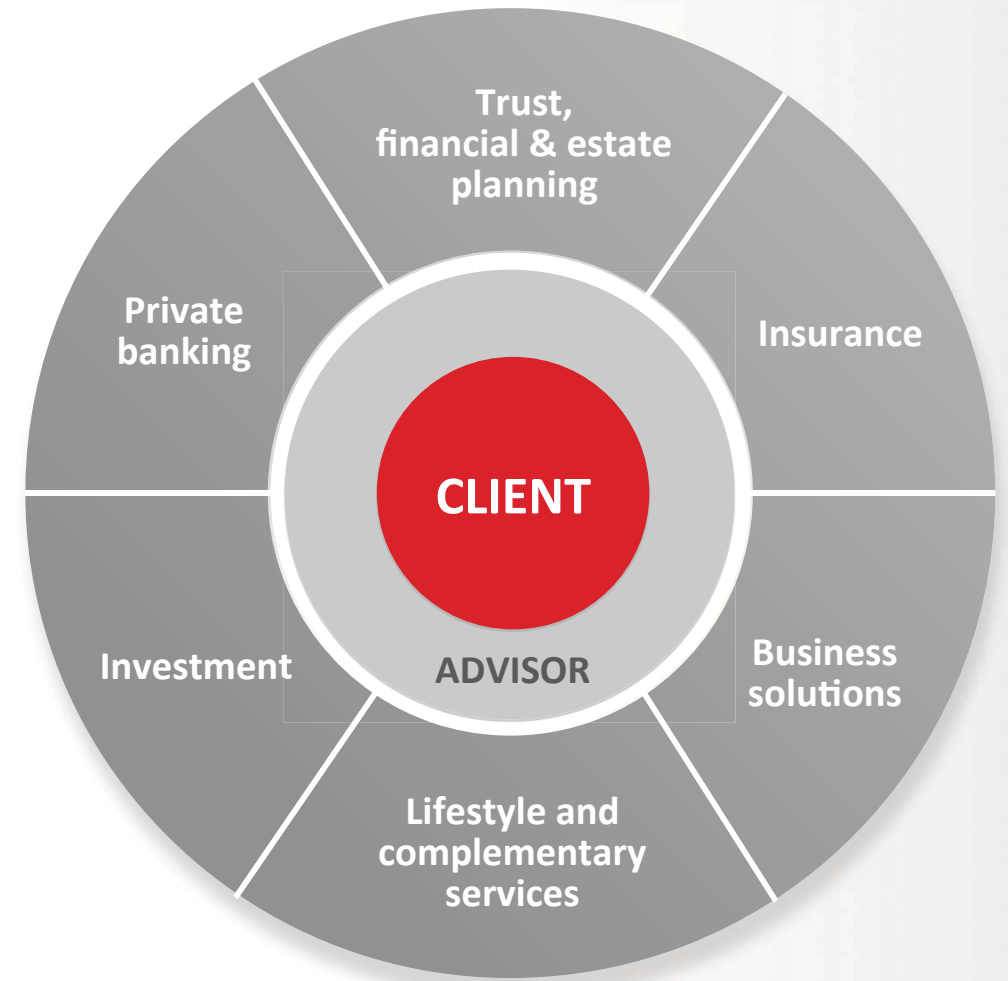 Trust,
financial & estate
planning
Private
banking
Insurance
CLIENT
ADVISOR
Investment
Business
solutions
Lifestyle and
complementary
services